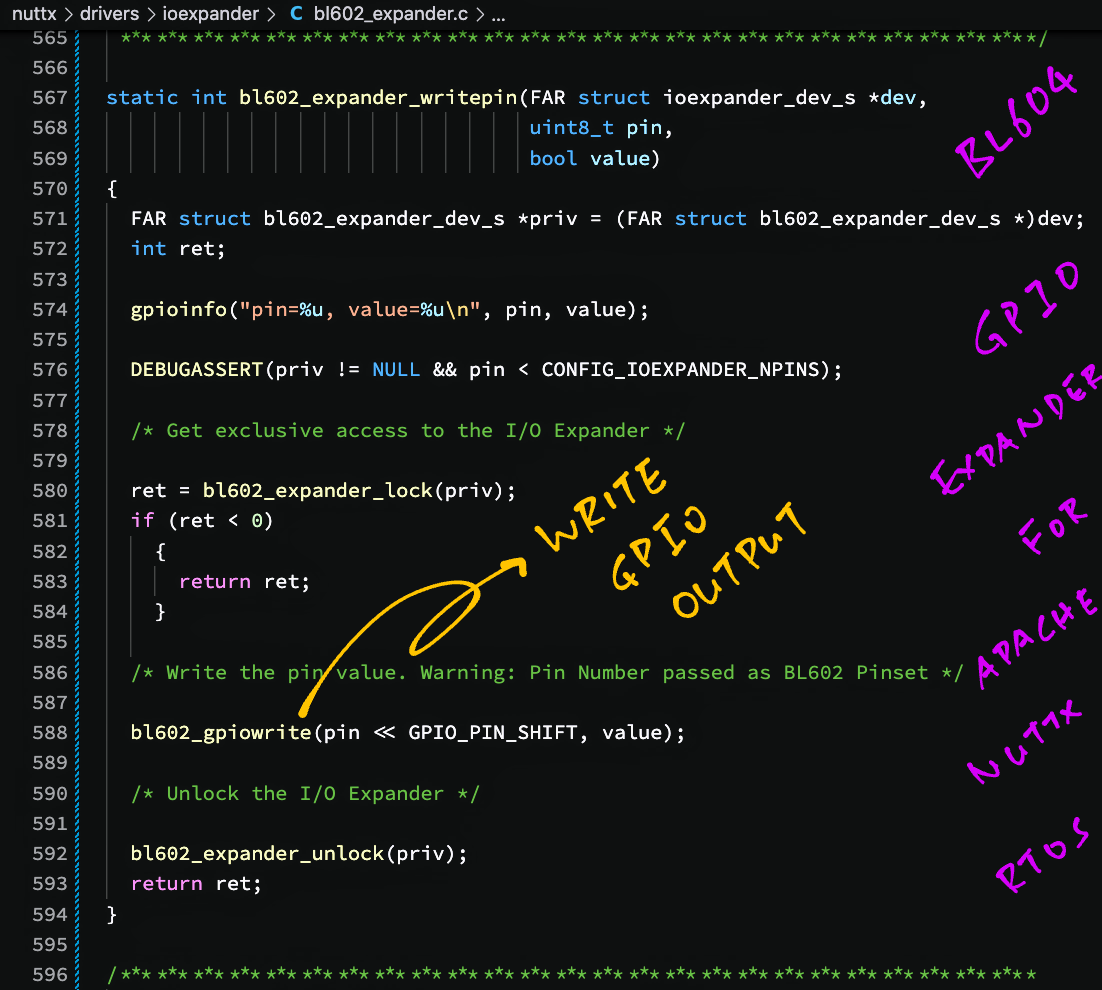 nuttx > drivers > ioexpander > C bl602_expander.c > ...
565 ****************************************************************************/
566
567 static int bl602_expander_writepin(FAR struct ioexpander_dev_s *dev,
568 uint8_t pin,
569 bool value)
570 {
571 FAR struct bl602_expander_dev_s *priv = (FAR struct bl602_expander_dev_s *)dev;
572 int ret;
573
574 gpioinfo("pin=%u, value=%u\n", pin, value);
575
576 DEBUGASSERT(priv != NULL && pin < CONFIG_IOEXPANDER_NPINS);
577
578 /* Get exclusive access to the I/O Expander */
579
580 ret = bl602_expander_lock(priv);
581 if (ret < 0)
582 {
583 return ret;
584 }
585
586 /* Write the pin value. Warning: Pin Number passed as BL602 Pinset */
587
588 bl602_gpiowrite(pin << GPIO_PIN_SHIFT, value);
589
590 /* Unlock the I/O Expander */
591
592 bl602_expander_unlock(priv);
593 return ret;
594 }
595
596 /****************************************************************************
WRITE
GPIO
OUTPUT
BL604
GPIO
EXPANDER
FOR
APACHE
NUTTX
RTOS